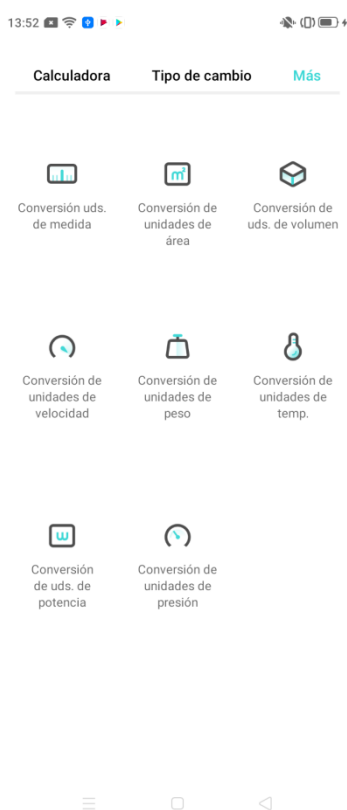 13:52
Calculadora Tipo de cambio Más
Conversión uds.
de medida
Conversión de
unidades de
área
Conversión de
uds. de volumen
Conversión de
unidades de
velocidad
Conversión de
unidades de
peso
Conversión de
unidades de
temp.
Conversión
de uds. de
potencia
Conversión de
unidades de
presión